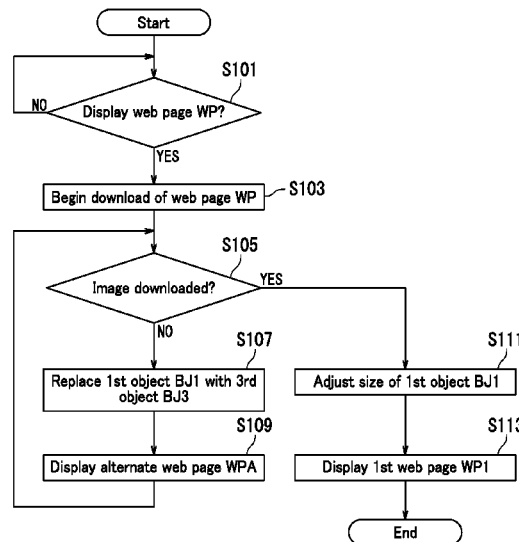 Start
S101
Display web page WP?
NO
YES
S103
Begin download of web page WP
S105
Image downloaded?
YES
NO
S107
Replace 1st object BJ1 with 3rd
object BJ3
S111
Adjust size of 1st object BJ1
S109
Display alternate web page WPA
S113
Display 1st web page WP1
End